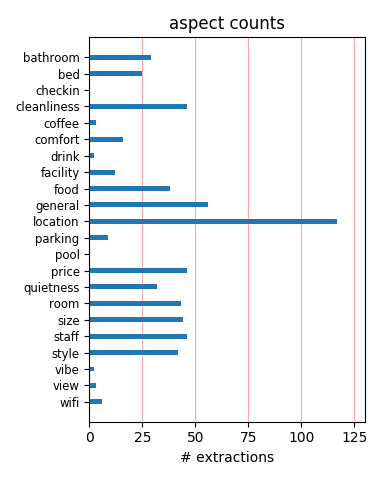 aspect counts
bathroom
bed
checkin
cleanliness
coffee
comfort
drink
facility
food
general
location
parking
pool
price
quietness
room
size
staff
style
vibe
view
wifi
0 25 50 75 100 125
# extractions